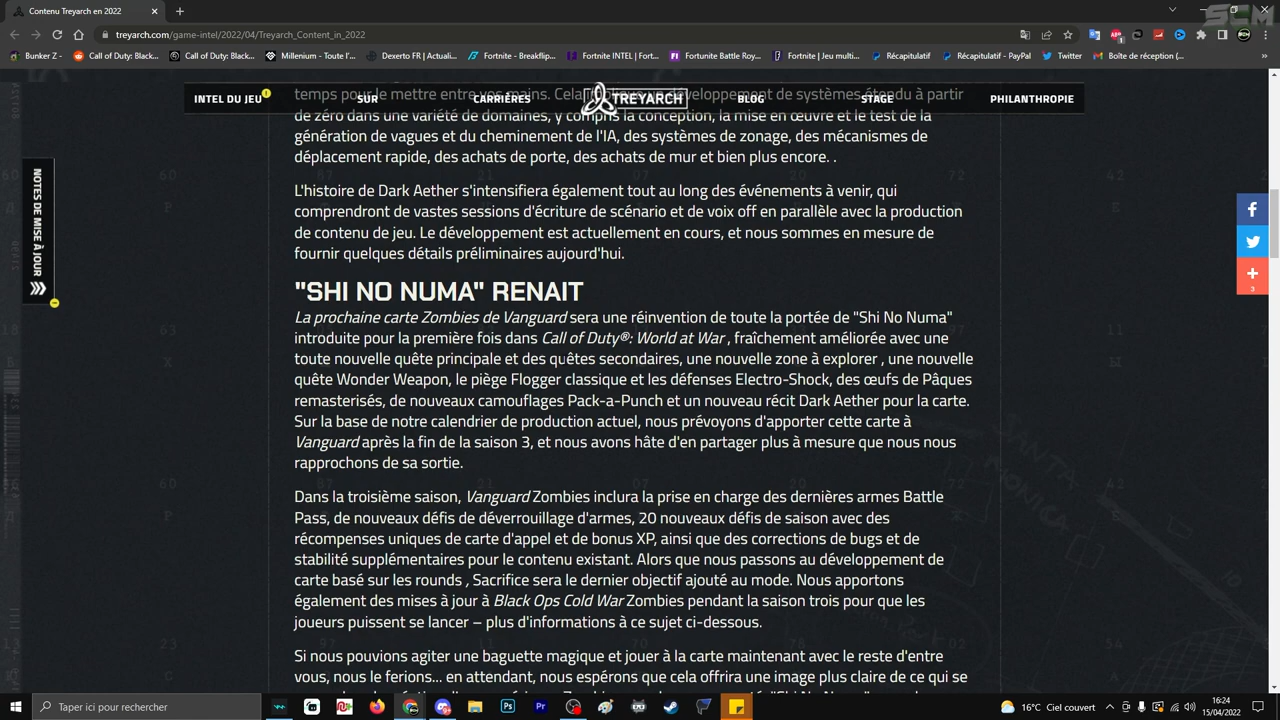 Contenu Treyarch en 2022
SCM
treyarch.com/game-intel/2022/04/Treyarch_Content_in_2022
Bunker Z -
Call of Duty: Black...
Millenium - Toute l'i...
Dexerto FR | Actuali...
Fortnite - Breakflip...
Fortnite INTEL | Fort...
Fortunite Battle Roy...
Fortnite | Jeu multi...
Récapitulatif
Récapitulatif - PayPal
Twitter
Boîte de réception (...
INTEL DU JEU
SUR
CARRIÈRES
TREYARCH
BLOG
STAGE
PHILANTHROPIE
temps pour le mettre entre vos mains. Cela implique un développement de systèmes étendu à partir
de zéro dans une variété de domaines, y compris la conception, la mise en œuvre et le test de la
génération de vagues et du cheminement de l'IA, des systèmes de zonage, des mécanismes de
déplacement rapide, des achats de porte, des achats de mur et bien plus encore. .
L'histoire de Dark Aether s'intensifiera également tout au long des événements à venir, qui
comprendront de vastes sessions d'écriture de scénario et de voix off en parallèle avec la production
de contenu de jeu. Le développement est actuellement en cours, et nous sommes en mesure de
fournir quelques détails préliminaires aujourd'hui.
"SHI NO NUMA" RENAIT
La prochaine carte Zombies de Vanguard sera une réinvention de toute la portée de "Shi No Numa"
introduite pour la première fois dans Call of Duty®: World at War , fraîchement améliorée avec une
toute nouvelle quête principale et des quêtes secondaires, une nouvelle zone à explorer , une nouvelle
quête Wonder Weapon, le piège Flogger classique et les défenses Electro-Shock, des œufs de Pâques
remasterisés, de nouveaux camouflages Pack-a-Punch et un nouveau récit Dark Aether pour la carte.
Sur la base de notre calendrier de production actuel, nous prévoyons d'apporter cette carte à
Vanguard après la fin de la saison 3, et nous avons hâte d'en partager plus à mesure que nous nous
rapprochons de sa sortie.
Dans la troisième saison, Vanguard Zombies inclura la prise en charge des dernières armes Battle
Pass, de nouveaux défis de déverrouillage d'armes, 20 nouveaux défis de saison avec des
récompenses uniques de carte d'appel et de bonus XP, ainsi que des corrections de bugs et de
stabilité supplémentaires pour le contenu existant. Alors que nous passons au développement de
carte basé sur les rounds , Sacrifice sera le dernier objectif ajouté au mode. Nous apportons
également des mises à jour à Black Ops Cold War Zombies pendant la saison trois pour que les
joueurs puissent se lancer – plus d'informations à ce sujet ci-dessous.
Si nous pouvions agiter une baguette magique et jouer à la carte maintenant avec le reste d'entre
vous, nous le ferions... en attendant, nous espérons que cela offrira une image plus claire de ce qui se
NOTES DE MISE À JOUR
3
Taper ici pour rechercher
16°C Ciel couvert
16:24
15/04/2022